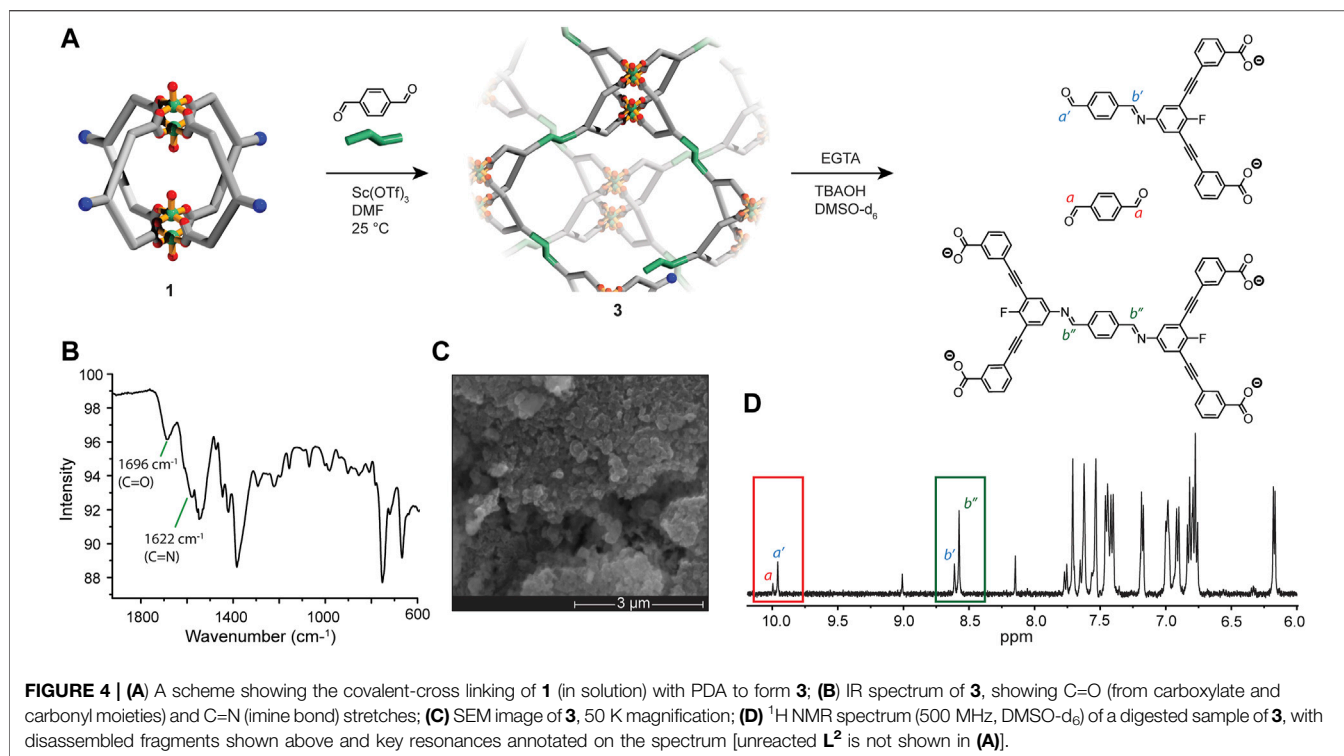 A
O
O
Sc(OTf)3
DMF
25 °C
1
3
EGTA
TBAOH
DMSO-d6
O
O
⊖
O
a'
b'
N
F
O
O
⊖
a
O
O
a
⊖
O
O
O
O
⊖
F
N
b"
b"
N
F
⊖
O
O
O
O
⊖
B
100
98
96
94
92
90
88
Intensity
1696 cm-1
(C=O)
1622 cm-1
(C=N)
1800
1400
1000
600
Wavenumber (cm-1)
C
3 µm
D
a
a'
b'
b"
10.0
9.5
9.0
8.5
8.0
7.5
7.0
6.5
6.0
ppm
FIGURE 4 | (A) A scheme showing the covalent-cross linking of 1 (in solution) with PDA to form 3; (B) IR spectrum of 3, showing C=O (from carboxylate and
carbonyl moieties) and C=N (imine bond) stretches; (C) SEM image of 3, 50 K magnification; (D) 1H NMR spectrum (500 MHz, DMSO-d6) of a digested sample of 3, with
disassembled fragments shown above and key resonances annotated on the spectrum [unreacted L2 is not shown in (A)].